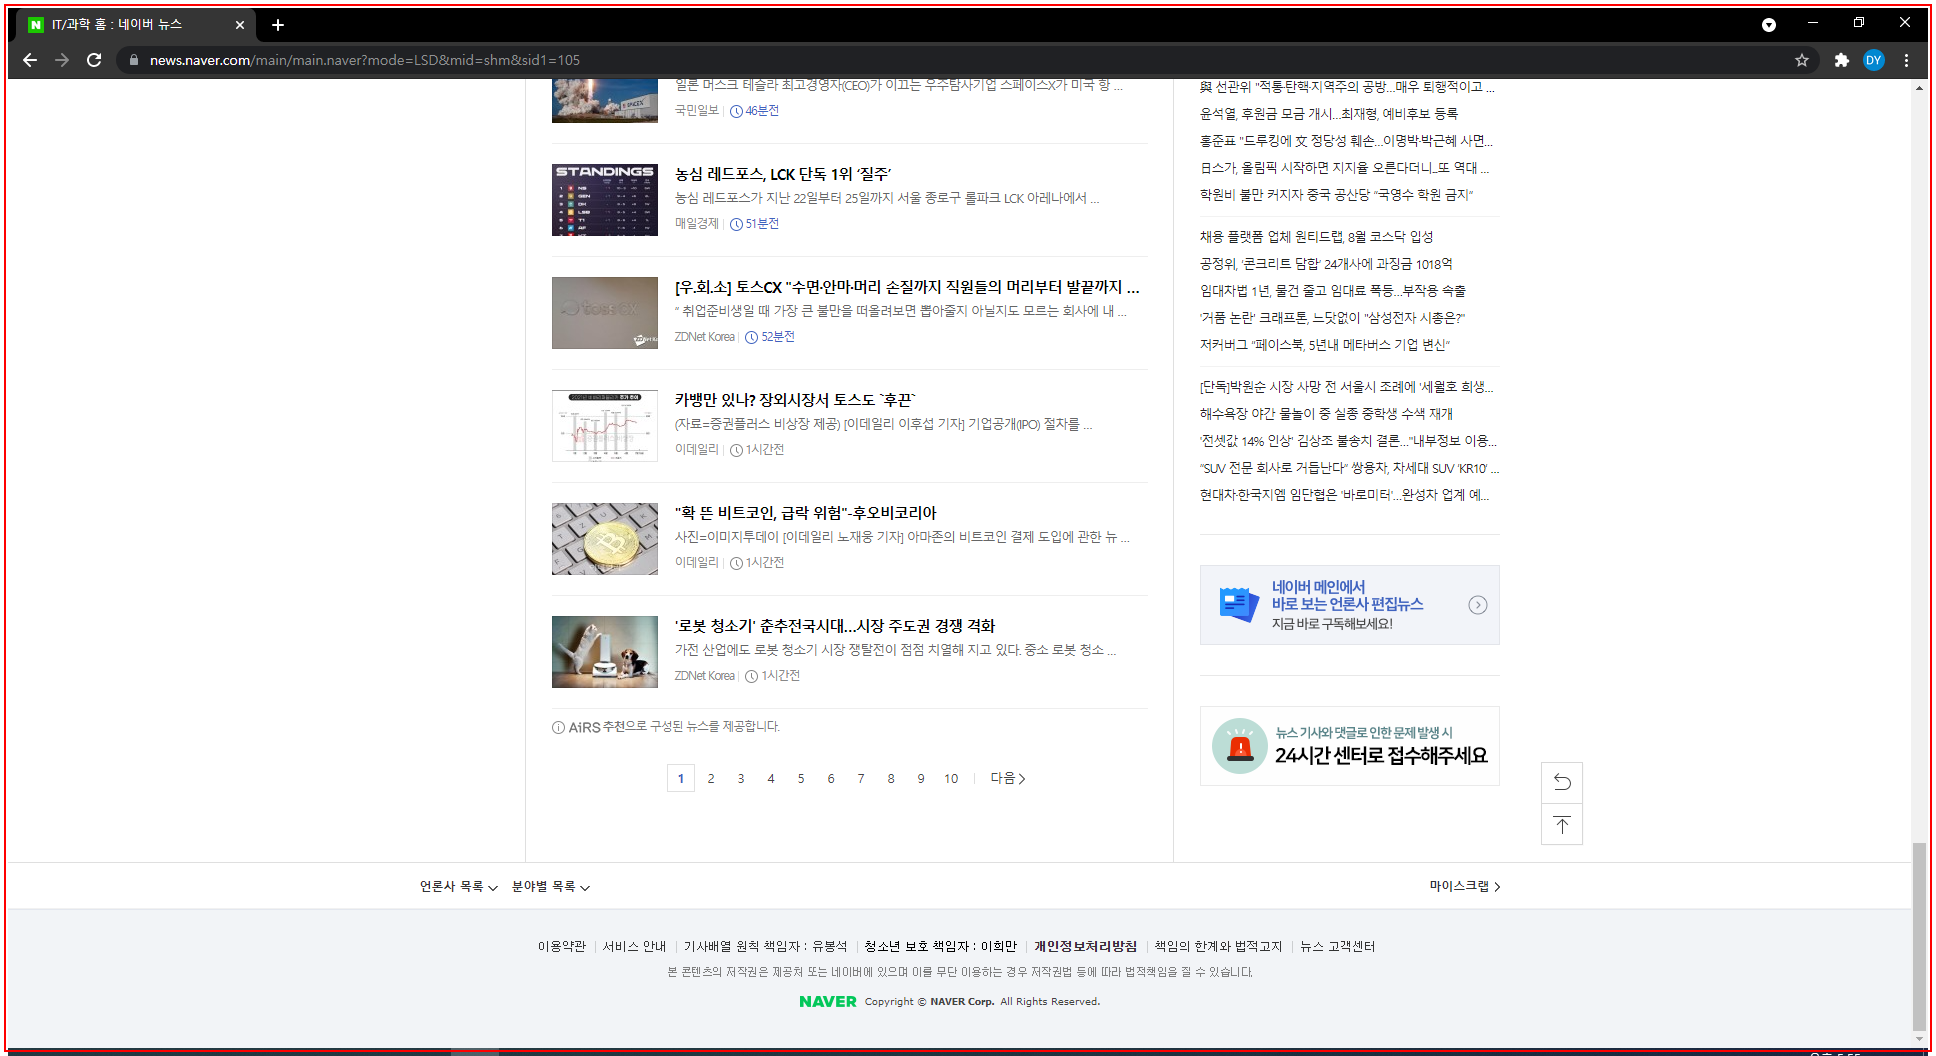 IT/과학 홈 : 네이버 뉴스
news.naver.com/main/main.naver?mode=LSD&mid=shm&sid1=105
DY
일론 머스크 테슬라 최고경영자(CEO)가 이끄는 우주탐사기업 스페이스X가 미국 항 ...
국민일보 46분전
STANDINGS
농심 레드포스, LCK 단독 1위 ‘질주’
농심 레드포스가 지난 22일부터 25일까지 서울 종로구 롤파크 LCK 아레나에서 ...
매일경제 51분전
toss CX
[우.회.소] 토스CX "수면·안마·머리 손질까지 직원들의 머리부터 발끝까지 ...
“ 취업준비생일 때 가장 큰 불만을 떠올려보면 뽑아줄지 아닐지도 모르는 회사에 내 ...
ZDNet Korea 52분전
카뱅만 있나? 장외시장서 토스도 `후끈`
(자료=증권플러스 비상장 제공) [이데일리 이후섭 기자] 기업공개(IPO) 절차를 ...
이데일리 1시간전
"확 뜬 비트코인, 급락 위험"-후오비코리아
사진=이미지투데이 [이데일리 노재웅 기자] 아마존의 비트코인 결제 도입에 관한 뉴 ...
이데일리 1시간전
'로봇 청소기' 춘추전국시대…시장 주도권 경쟁 격화
가전 산업에도 로봇 청소기 시장 쟁탈전이 점점 치열해 지고 있다. 중소 로봇 청소 ...
ZDNet Korea 1시간전
AiRS 추천으로 구성된 뉴스를 제공합니다.
1 2 3 4 5 6 7 8 9 10 다음
與 선관위 "적통·탄핵·지역주의 공방…매우 퇴행적이고 ...
윤석열, 후원금 모금 개시…최재형, 예비후보 등록
홍준표 "드루킹에 文 정당성 훼손…이명박·박근혜 사면...
日스가, 올림픽 시작하면 지지율 오른다더니…또 역대 ...
학원비 불만 커지자 중국 공산당 “국영수 학원 금지”
채용 플랫폼 업체 원티드랩, 8월 코스닥 입성
공정위, '콘크리트 담합' 24개사에 과징금 1018억
임대차법 1년, 물건 줄고 임대료 폭등…부작용 속출
'거품 논란' 크래프톤, 느닷없이 "삼성전자 시총은?"
저커버그 “페이스북, 5년내 메타버스 기업 변신”
[단독]박원순 시장 사망 전 서울시 조례에 '세월호 희생...
해수욕장 야간 물놀이 중 실종 중학생 수색 재개
'전셋값 14% 인상' 김상조 불송치 결론…"내부정보 이용...
“SUV 전문 회사로 거듭난다” 쌍용차, 차세대 SUV 'KR10' ...
현대차·한국지엠 임단협은 '바로미터'…완성차 업계 예...
네이버 메인에서
바로 보는 언론사 편집뉴스
지금 바로 구독해보세요!
뉴스 기사와 댓글로 인한 문제 발생 시
24시간 센터로 접수해주세요
언론사 목록 분야별 목록 마이스크랩
이용약관 서비스 안내 기사배열 원칙 책임자 : 유봉석 청소년 보호 책임자 : 이희만 개인정보처리방침 책임의 한계와 법적고지 뉴스 고객센터
본 콘텐츠의 저작권은 제공처 또는 네이버에 있으며 이를 무단 이용하는 경우 저작권법 등에 따라 법적책임을 질 수 있습니다.
NAVER Copyright © NAVER Corp. All Rights Reserved.